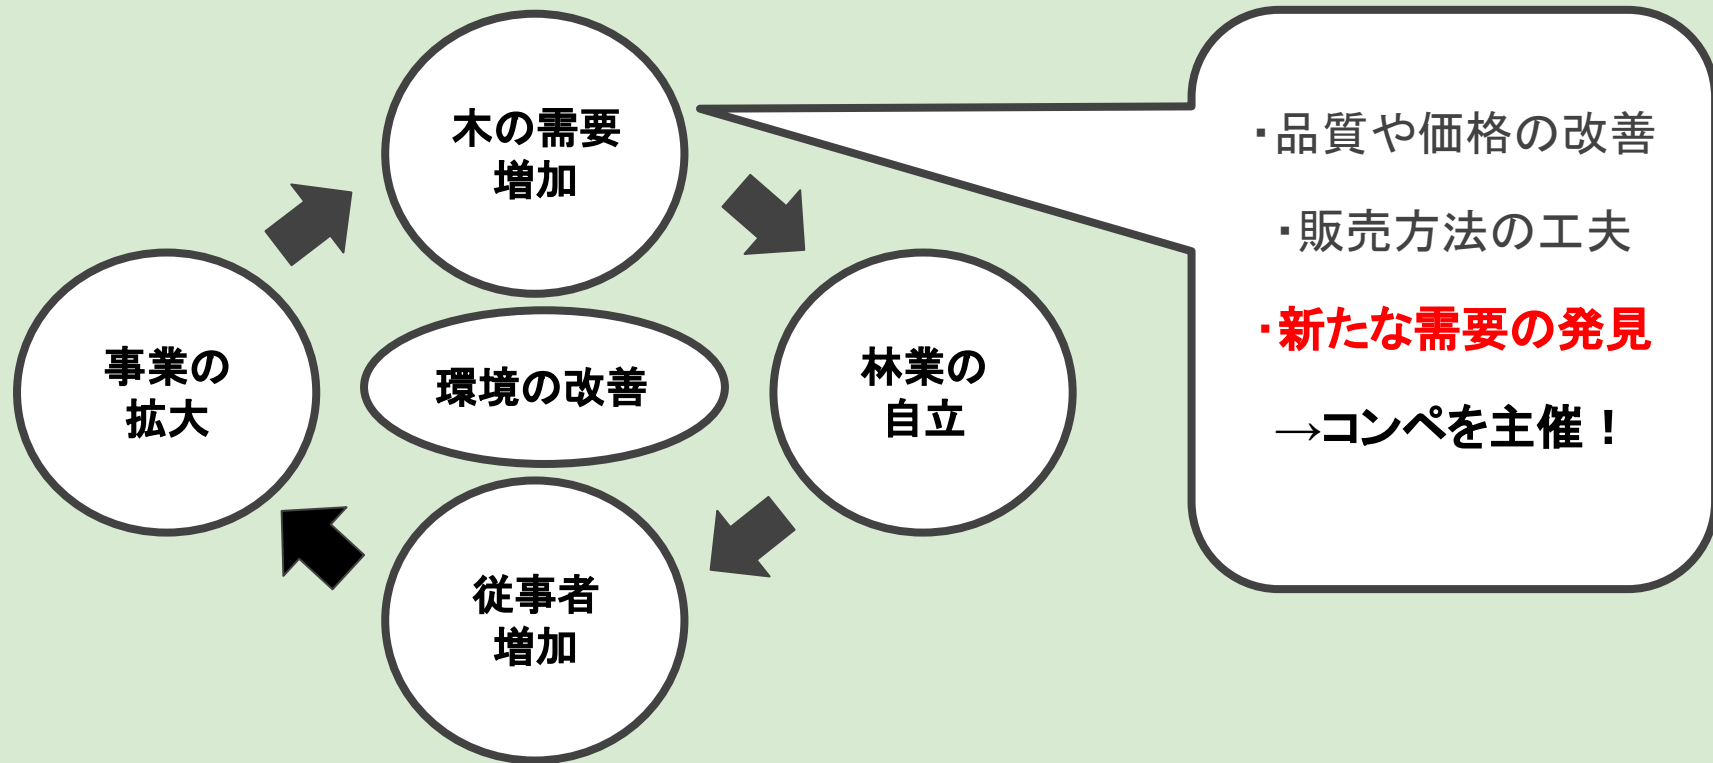 木の需要
増加
・品質や価格の改善
・販売方法の工夫
・新たな需要の発見
→コンペを主催！
事業の
拡大
環境の改善
林業の
自立
従事者
増加